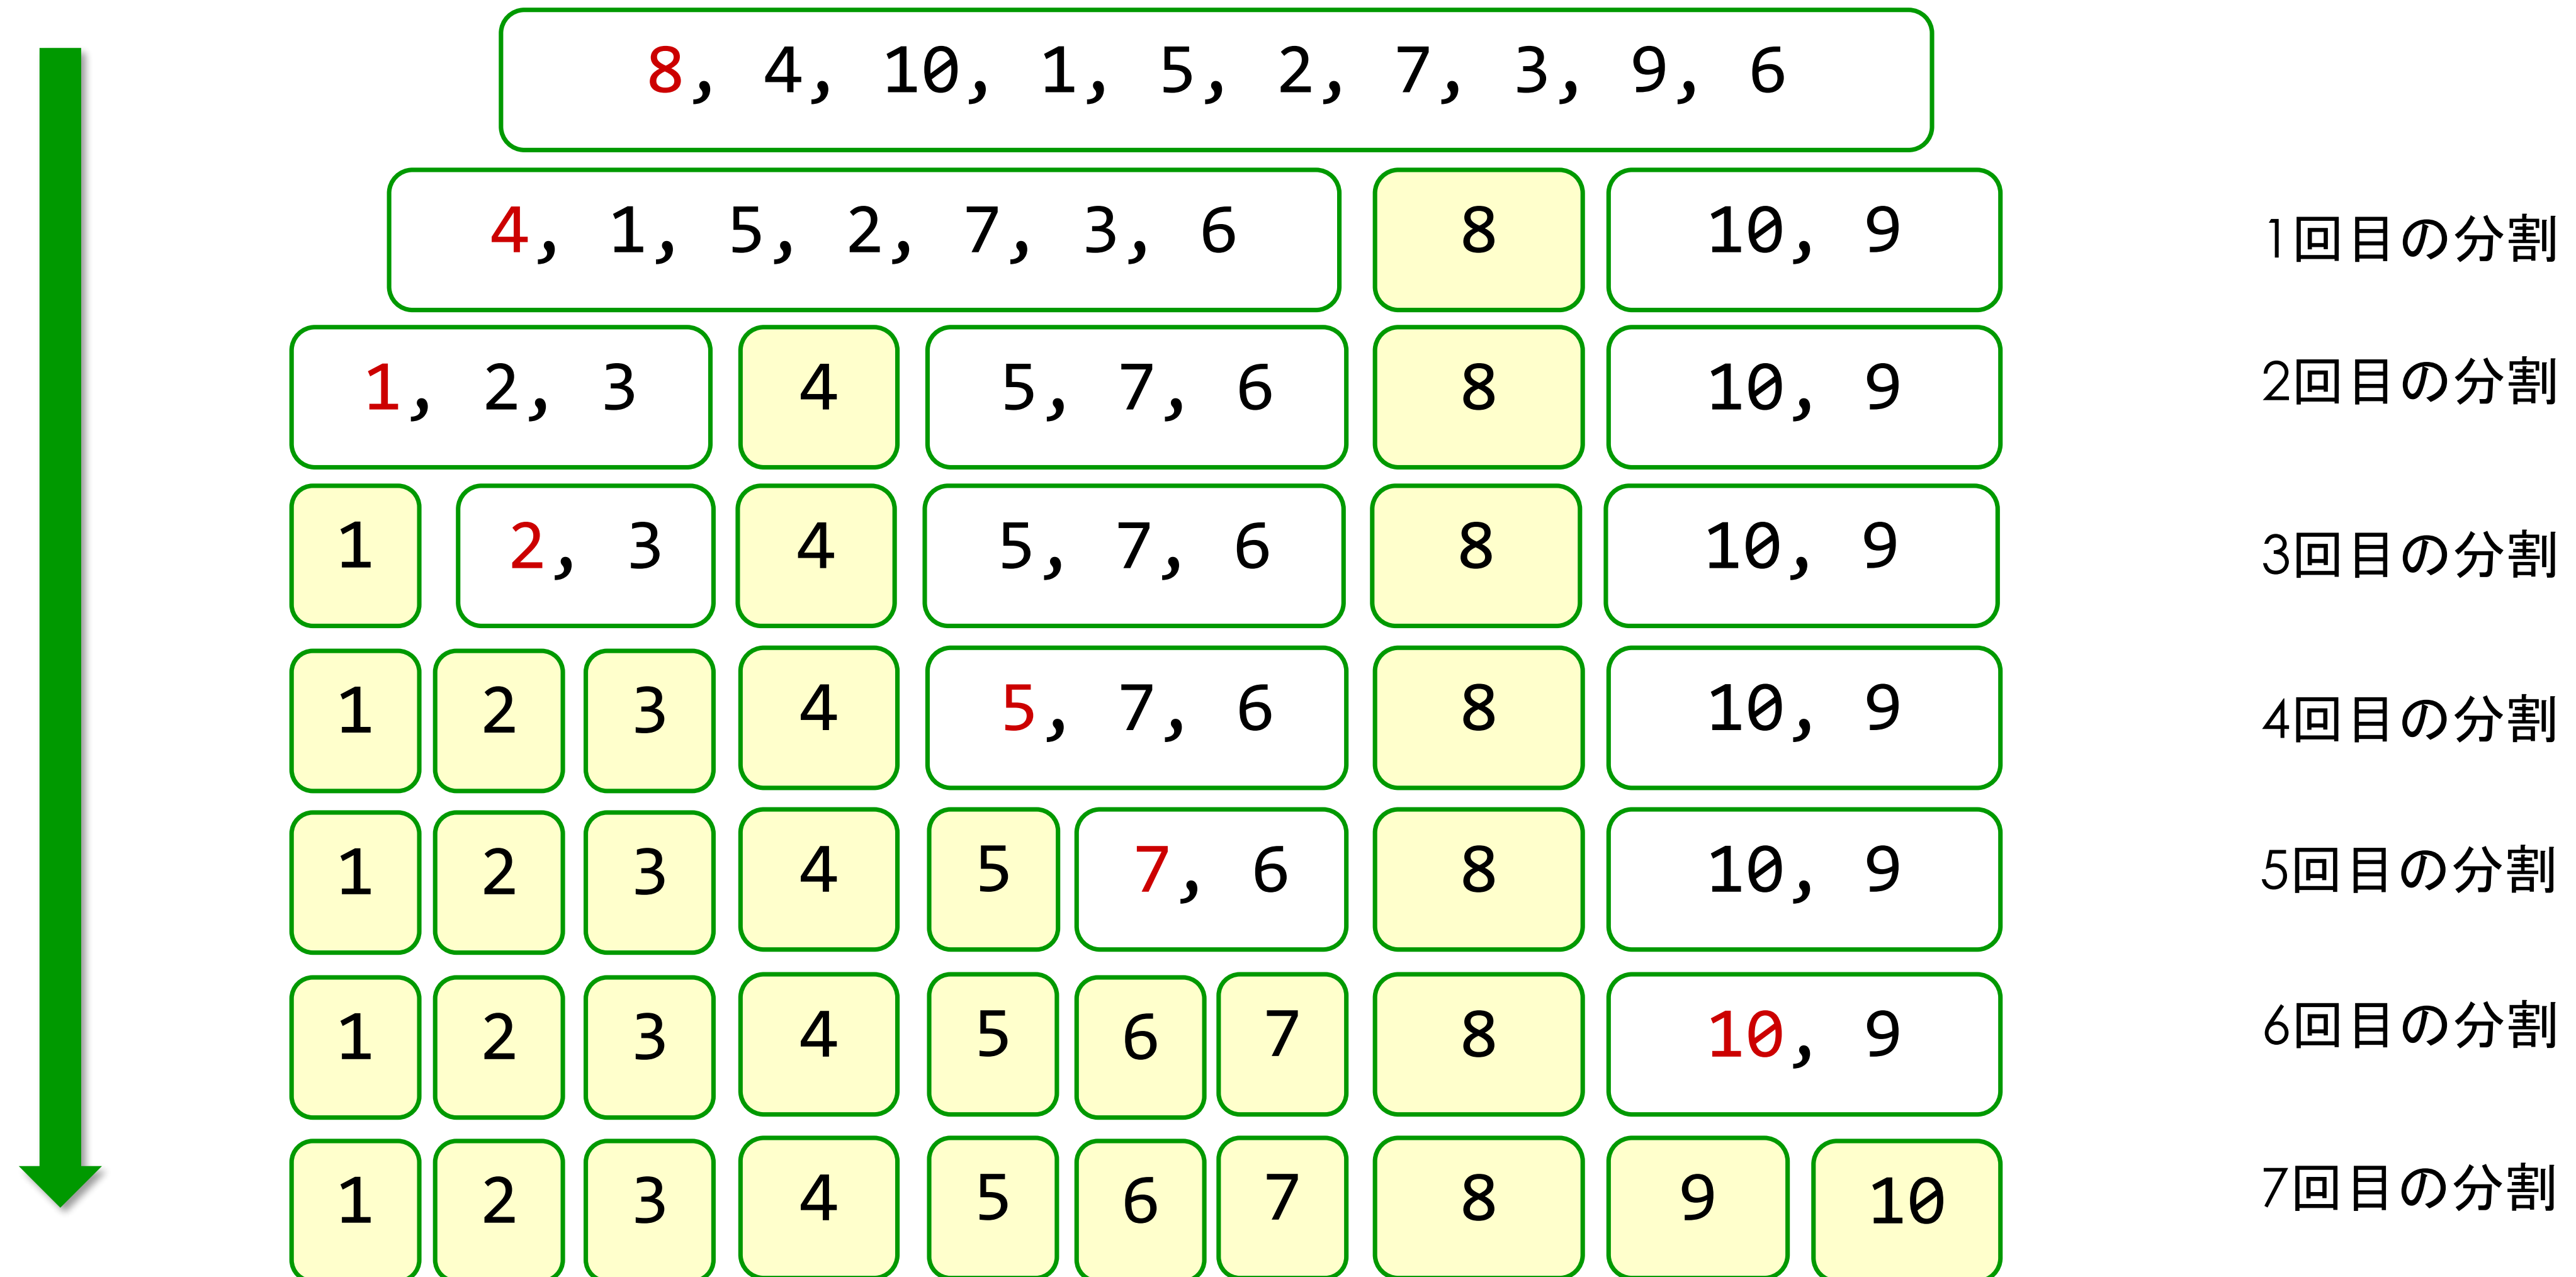 8, 4, 10, 1, 5, 2, 7, 3, 9, 6
4, 1, 5, 2, 7, 3, 6 8 10, 9 1回目の分割
1, 2, 3 4 5, 7, 6 8 10, 9 2回目の分割
1 2, 3 4 5, 7, 6 8 10, 9 3回目の分割
1 2 3 4 5, 7, 6 8 10, 9 4回目の分割
1 2 3 4 5 7, 6 8 10, 9 5回目の分割
1 2 3 4 5 6 7 8 10, 9 6回目の分割
1 2 3 4 5 6 7 8 9 10 7回目の分割